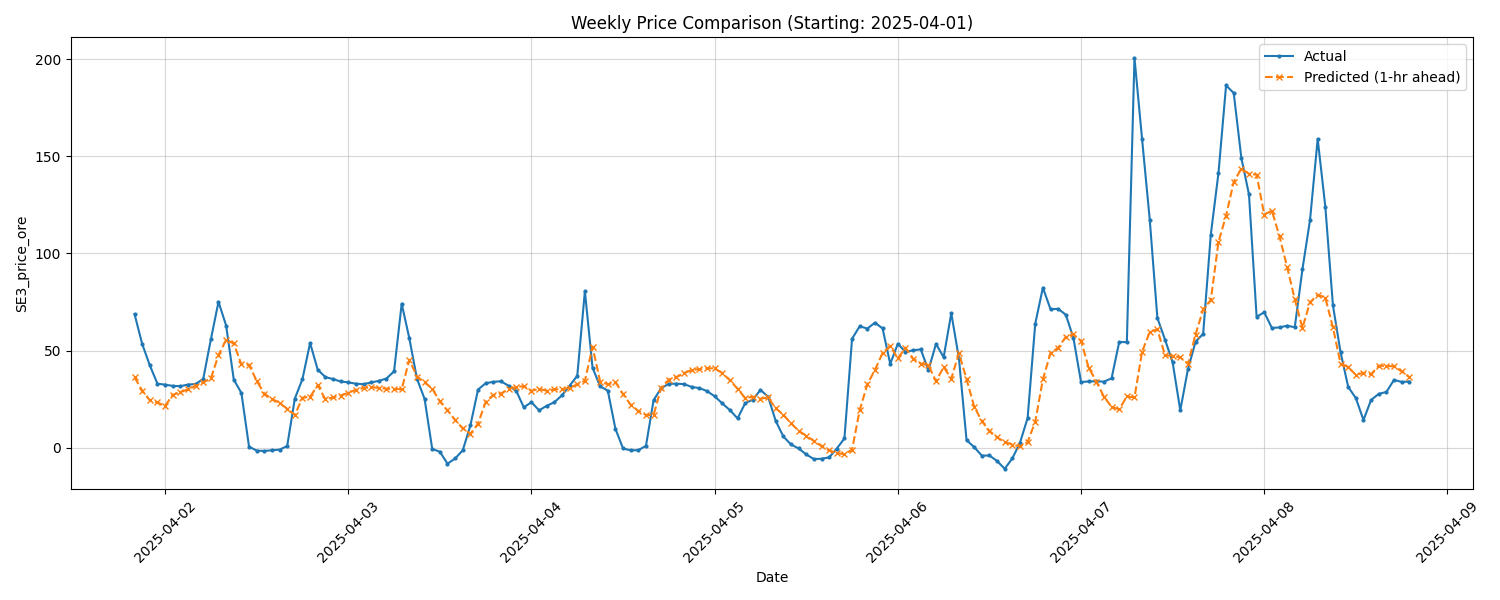 Weekly Price Comparison (Starting: 2025-04-01)
Actual
Predicted (1-hr ahead)
SE3_price_ore
200
150
100
50
0
2025-04-02
2025-04-03
2025-04-04
2025-04-05
2025-04-06
2025-04-07
2025-04-08
2025-04-09
Date